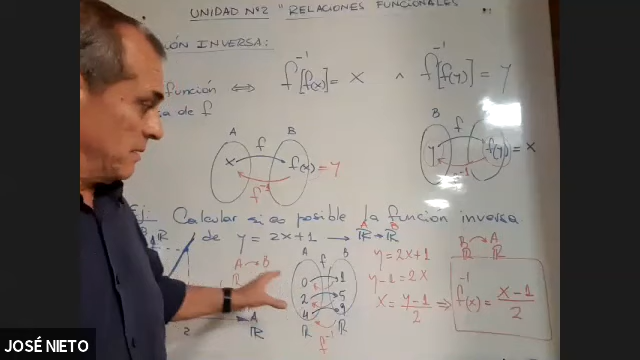 UNIDAD Nº2 "RELACIONES FUNCIONALES
INVERSA:
función ⟺ f⁻¹[f(x)] = x ∧ f⁻¹[f(y)] = y
de f
A f B
x f(x) = y
f⁻¹
B f
y f(y) = x
-1
Ej: Calcular si es posible la función inversa
de y = 2x+1 → ℝ → ℝ
A B
A → B
A f B
0 1
2 5
4 9
ℝ ℝ
f⁻¹
2
A
ℝ
y = 2x+1
y-1 = 2x
x = (y-1)/2 ⟹
B → A
ℝ ℝ
f⁻¹(x) = (x-1)/2
JOSÉ NIETO